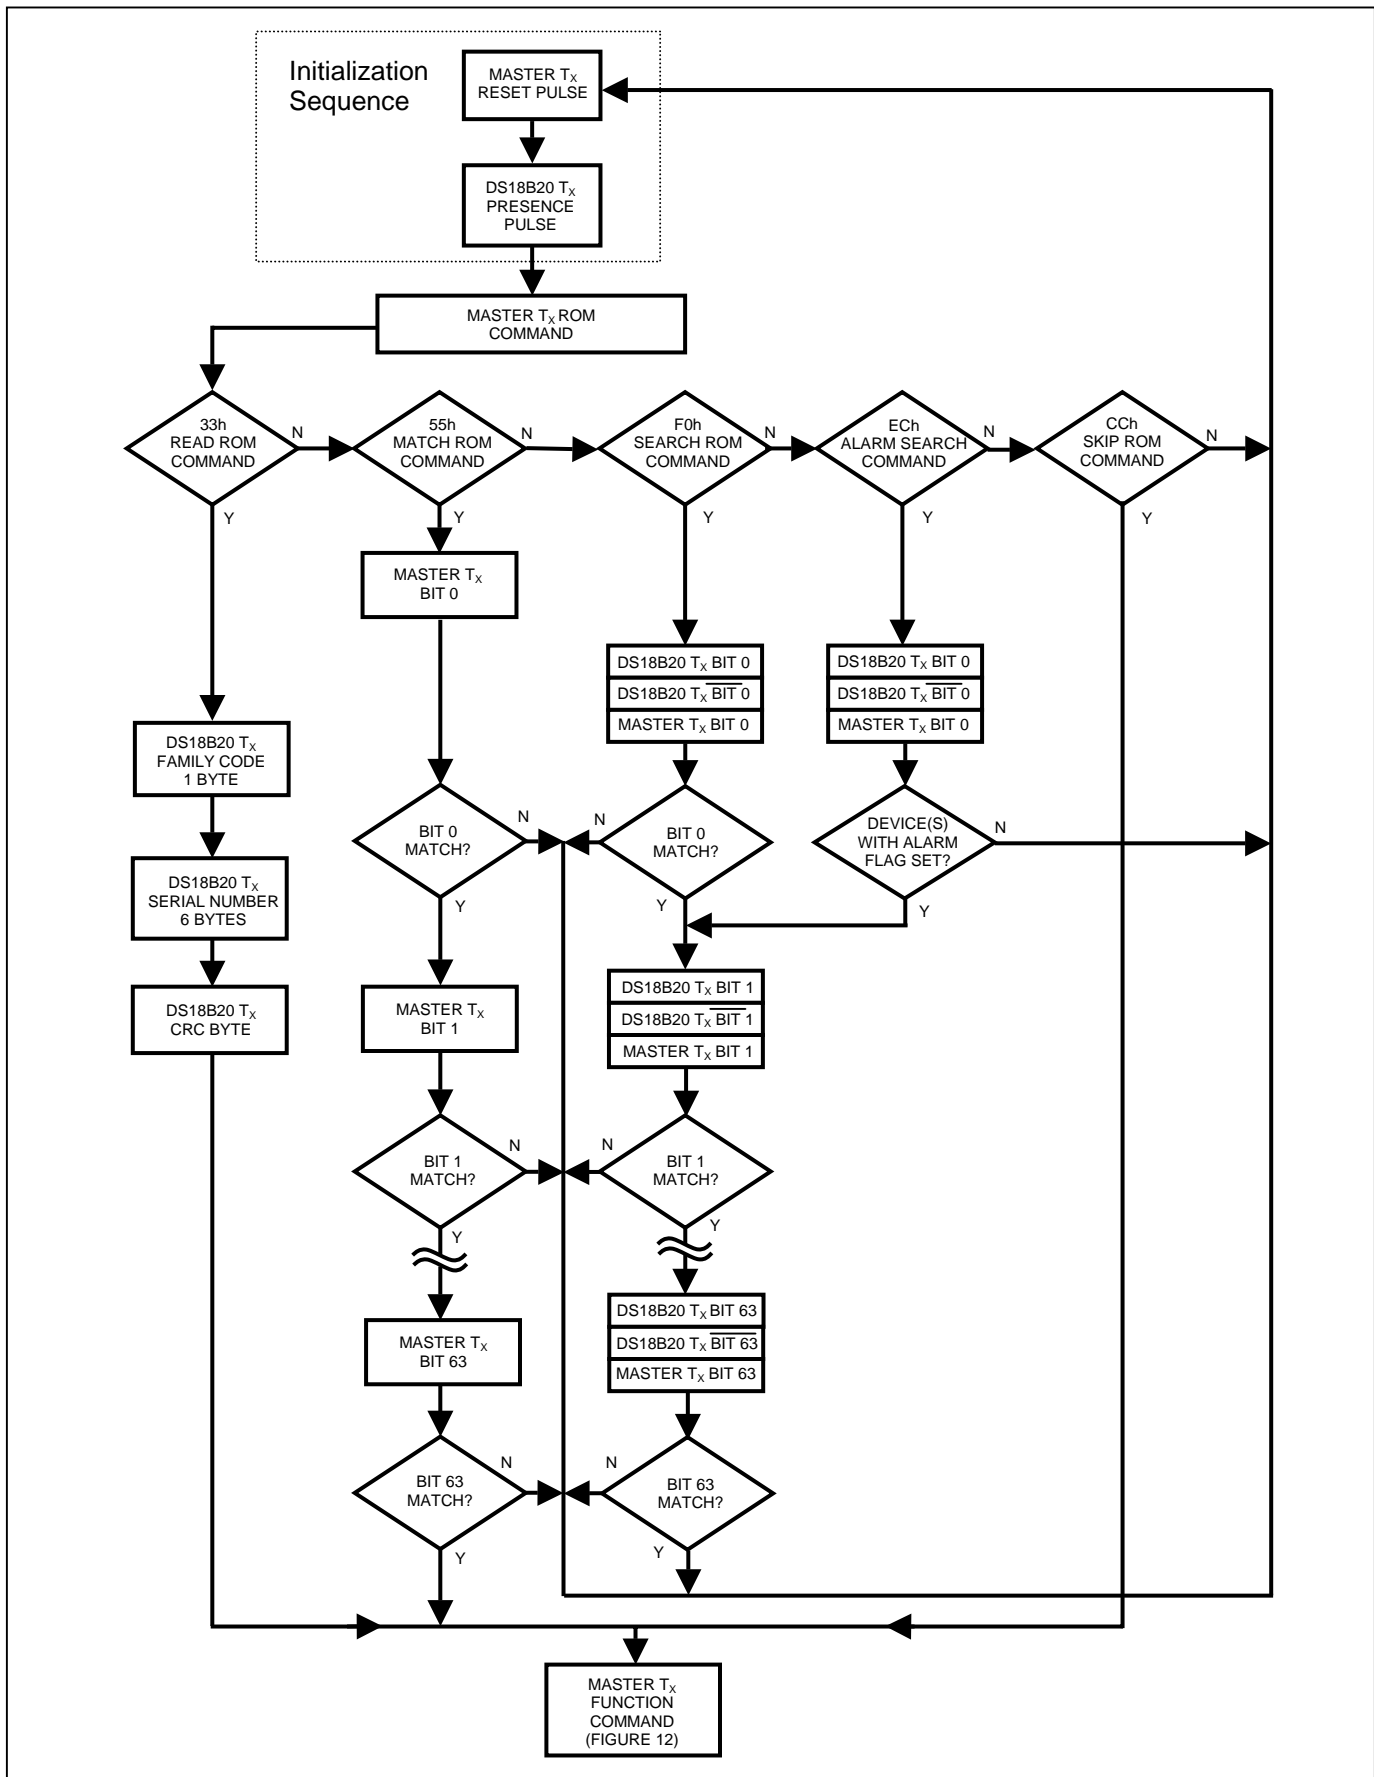 Initialization
Sequence
MASTER TX
RESET PULSE
DS18B20 TX
PRESENCE
PULSE
MASTER TX ROM
COMMAND
33h
READ ROM
COMMAND
N
Y
55h
MATCH ROM
COMMAND
N
Y
F0h
SEARCH ROM
COMMAND
N
Y
ECh
ALARM SEARCH
COMMAND
N
Y
CCh
SKIP ROM
COMMAND
N
Y
MASTER TX
BIT 0
DS18B20 TX BIT 0
DS18B20 TX BIT 0
MASTER TX BIT 0
DS18B20 TX BIT 0
DS18B20 TX BIT 0
MASTER TX BIT 0
DS18B20 TX
FAMILY CODE
1 BYTE
BIT 0
MATCH?
N
Y
N
BIT 0
MATCH?
Y
DEVICE(S)
WITH ALARM
FLAG SET?
N
Y
DS18B20 TX
SERIAL NUMBER
6 BYTES
DS18B20 TX
CRC BYTE
MASTER TX
BIT 1
DS18B20 TX BIT 1
DS18B20 TX BIT 1
MASTER TX BIT 1
BIT 1
MATCH?
N
Y
N
BIT 1
MATCH?
Y
MASTER TX
BIT 63
DS18B20 TX BIT 63
DS18B20 TX BIT 63
MASTER TX BIT 63
BIT 63
MATCH?
N
Y
N
BIT 63
MATCH?
Y
MASTER TX
FUNCTION
COMMAND
(FIGURE 12)